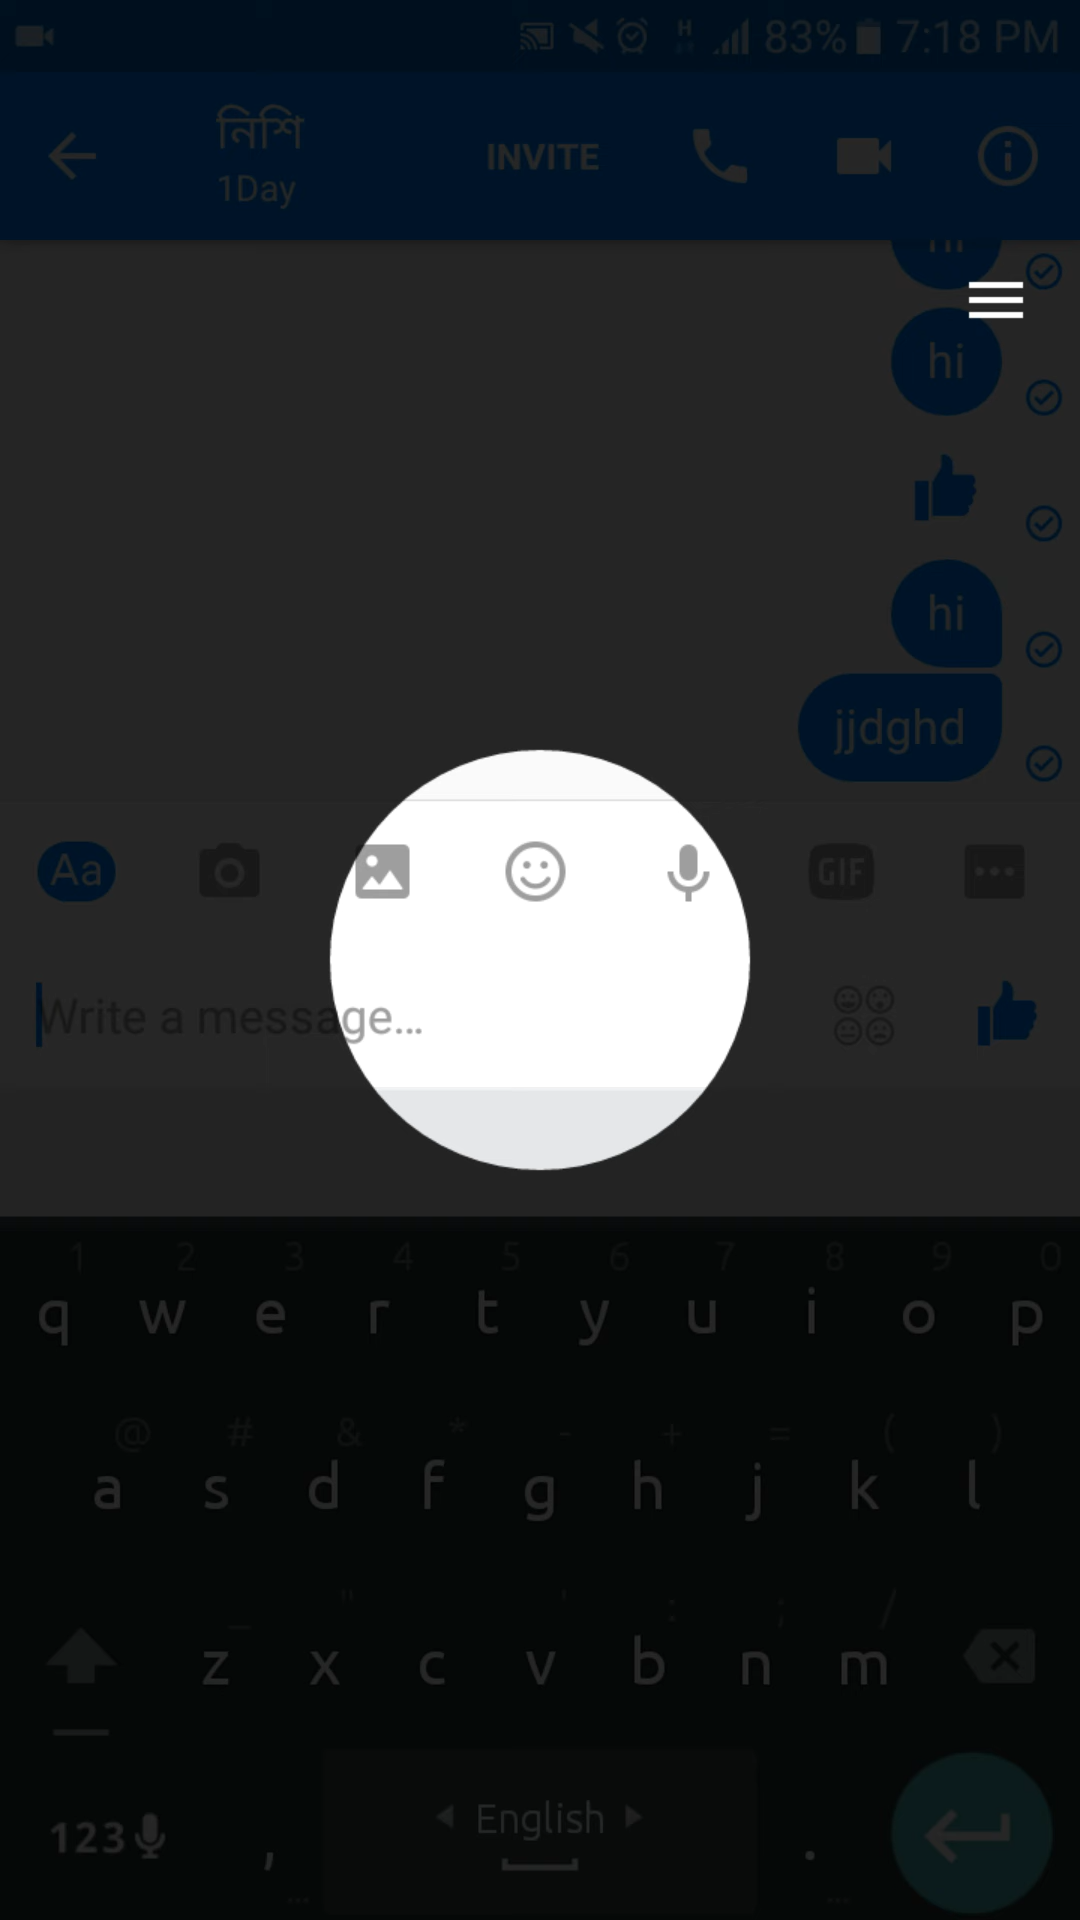 83% 7:18 PM
নিশি
1Day
INVITE
hi
hi
hi
jjdghd
Aa
GIF
Write a message...
1 2 3 4 5 6 7 8 9 0
q w e r t y u i o p
@ # & * - + = ( )
a s d f g h j k l
_ " ' : ; /
z x c v b n m
123 , English .